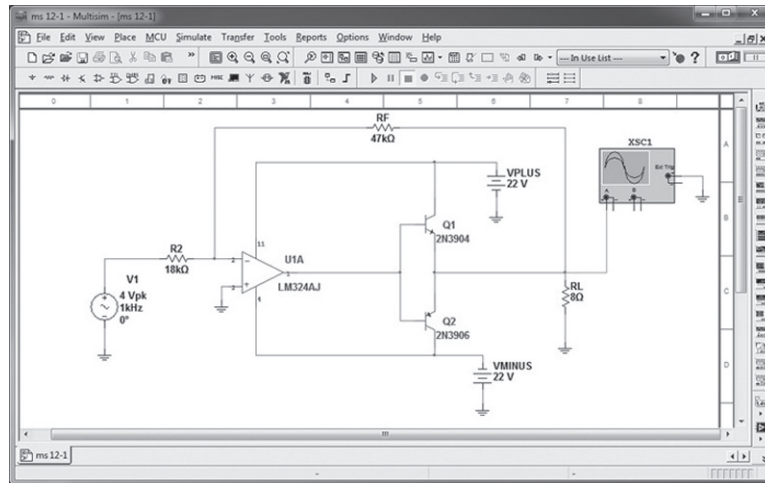 ms 12-1 - Multisim - [ms 12-1]
File Edit View Place MCU Simulate Transfer Tools Reports Options Window Help
--- In Use List ---
0 1 2 3 4 5 6 7 8
RF
47kΩ
A
XSC1
Ext Trig
A B
VPLUS
22 V
B
Q1
2N3904
11
R2
18kΩ
2
U1A
1
LM324AJ
3
4
V1
4 Vpk
1kHz
0°
RL
8Ω
C
Q2
2N3906
VMINUS
22 V
D
ms 12-1